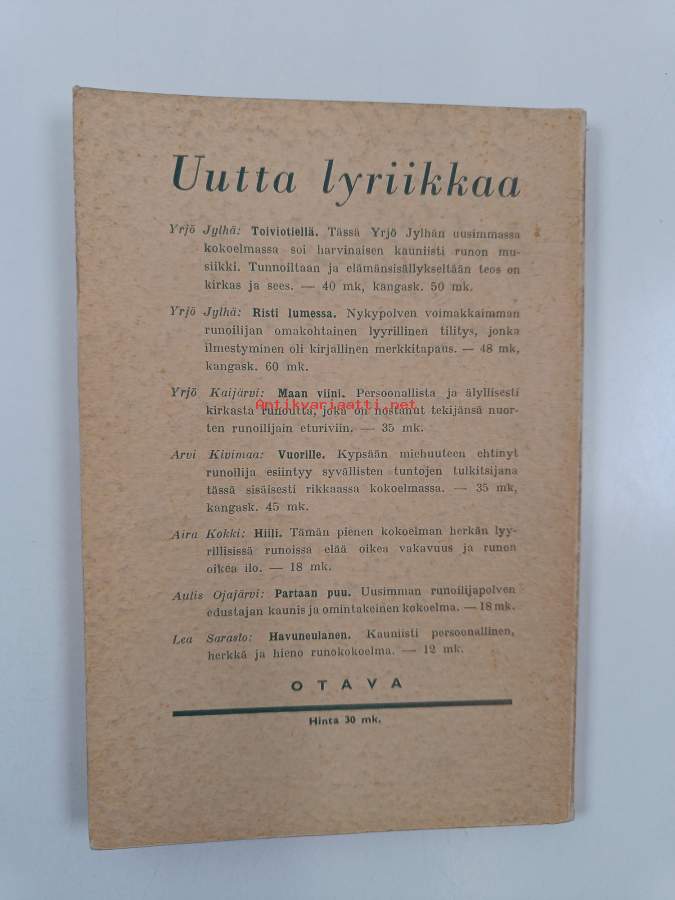 Uutta lyriikkaa
Yrjö Jylhä: Toiviotiellä. Tässä Yrjö Jylhän uusimmassa
kokoelmassa soi harvinaisen kauniisti runon mu-
siikki. Tunnoiltaan ja elämänsisällykseltään teos on
kirkas ja sees. — 40 mk, kangask. 50 mk.
Yrjö Jylhä: Risti lumessa. Nykypolven voimakkaimman
runoilijan omakohtainen lyyrillinen tilitys, jonka
ilmestyminen oli kirjallinen merkkitapaus. — 48 mk,
kangask. 60 mk.
Yrjö Kaijärvi: Maan viini. Persoonallista ja älyllisesti
Antikvariaatti.net
kirkasta runoutta, joka on nostanut tekijänsä nuor-
ten runoilijain eturiviin. — 35 mk.
Arvi Kivimaa: Vuorille. Kypsään miehuuteen ehtinyt
runoilija esiintyy syvällisten tuntojen tulkitsijana
tässä sisäisesti rikkaassa kokoelmassa. — 35 mk,
kangask. 45 mk.
Aira Kokki: Hiili. Tämän pienen kokoelman herkän lyy-
rillisissä runoissa elää oikea vakavuus ja runon
oikea ilo. — 18 mk.
Aulis Ojajärvi: Partaan puu. Uusimman runoilijapolven
edustajan kaunis ja omintakeinen kokoelma. — 18 mk.
Lea Sarasto: Havuneulanen. Kauniisti persoonallinen,
herkkä ja hieno runokokoelma. — 12 mk.
OTAVA
Hinta 30 mk.